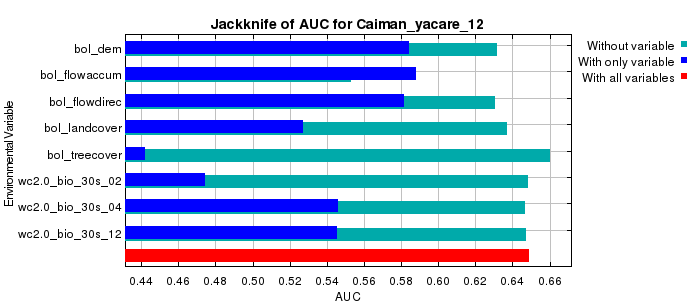 Jackknife of AUC for Caiman_yacare_12
Environmental Variable
bol_dem
bol_flowaccum
bol_flowdirec
bol_landcover
bol_treecover
wc2.0_bio_30s_02
wc2.0_bio_30s_04
wc2.0_bio_30s_12
0.44 0.46 0.48 0.50 0.52 0.54 0.56 0.58 0.60 0.62 0.64 0.66
AUC
Without variable
With only variable
With all variables